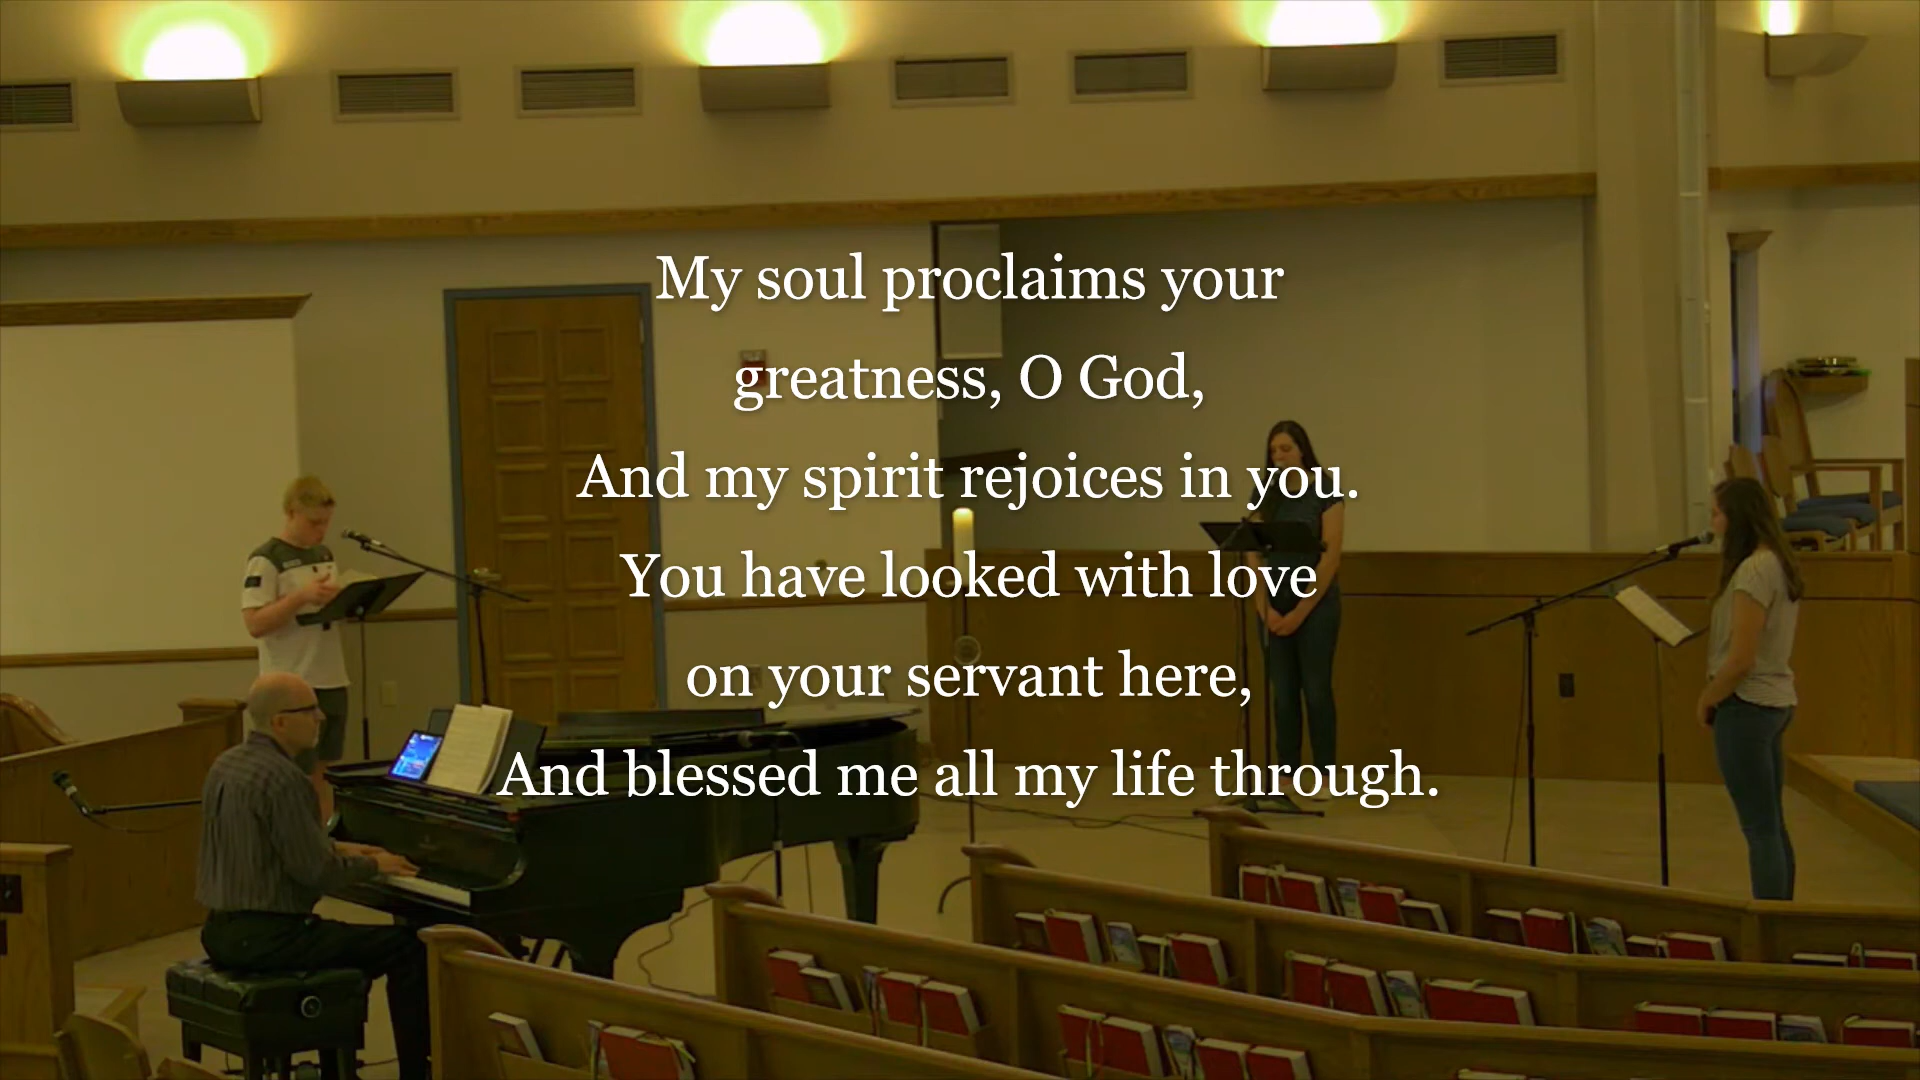 My soul proclaims your
greatness, O God,
And my spirit rejoices in you.
You have looked with love
on your servant here,
And blessed me all my life through.